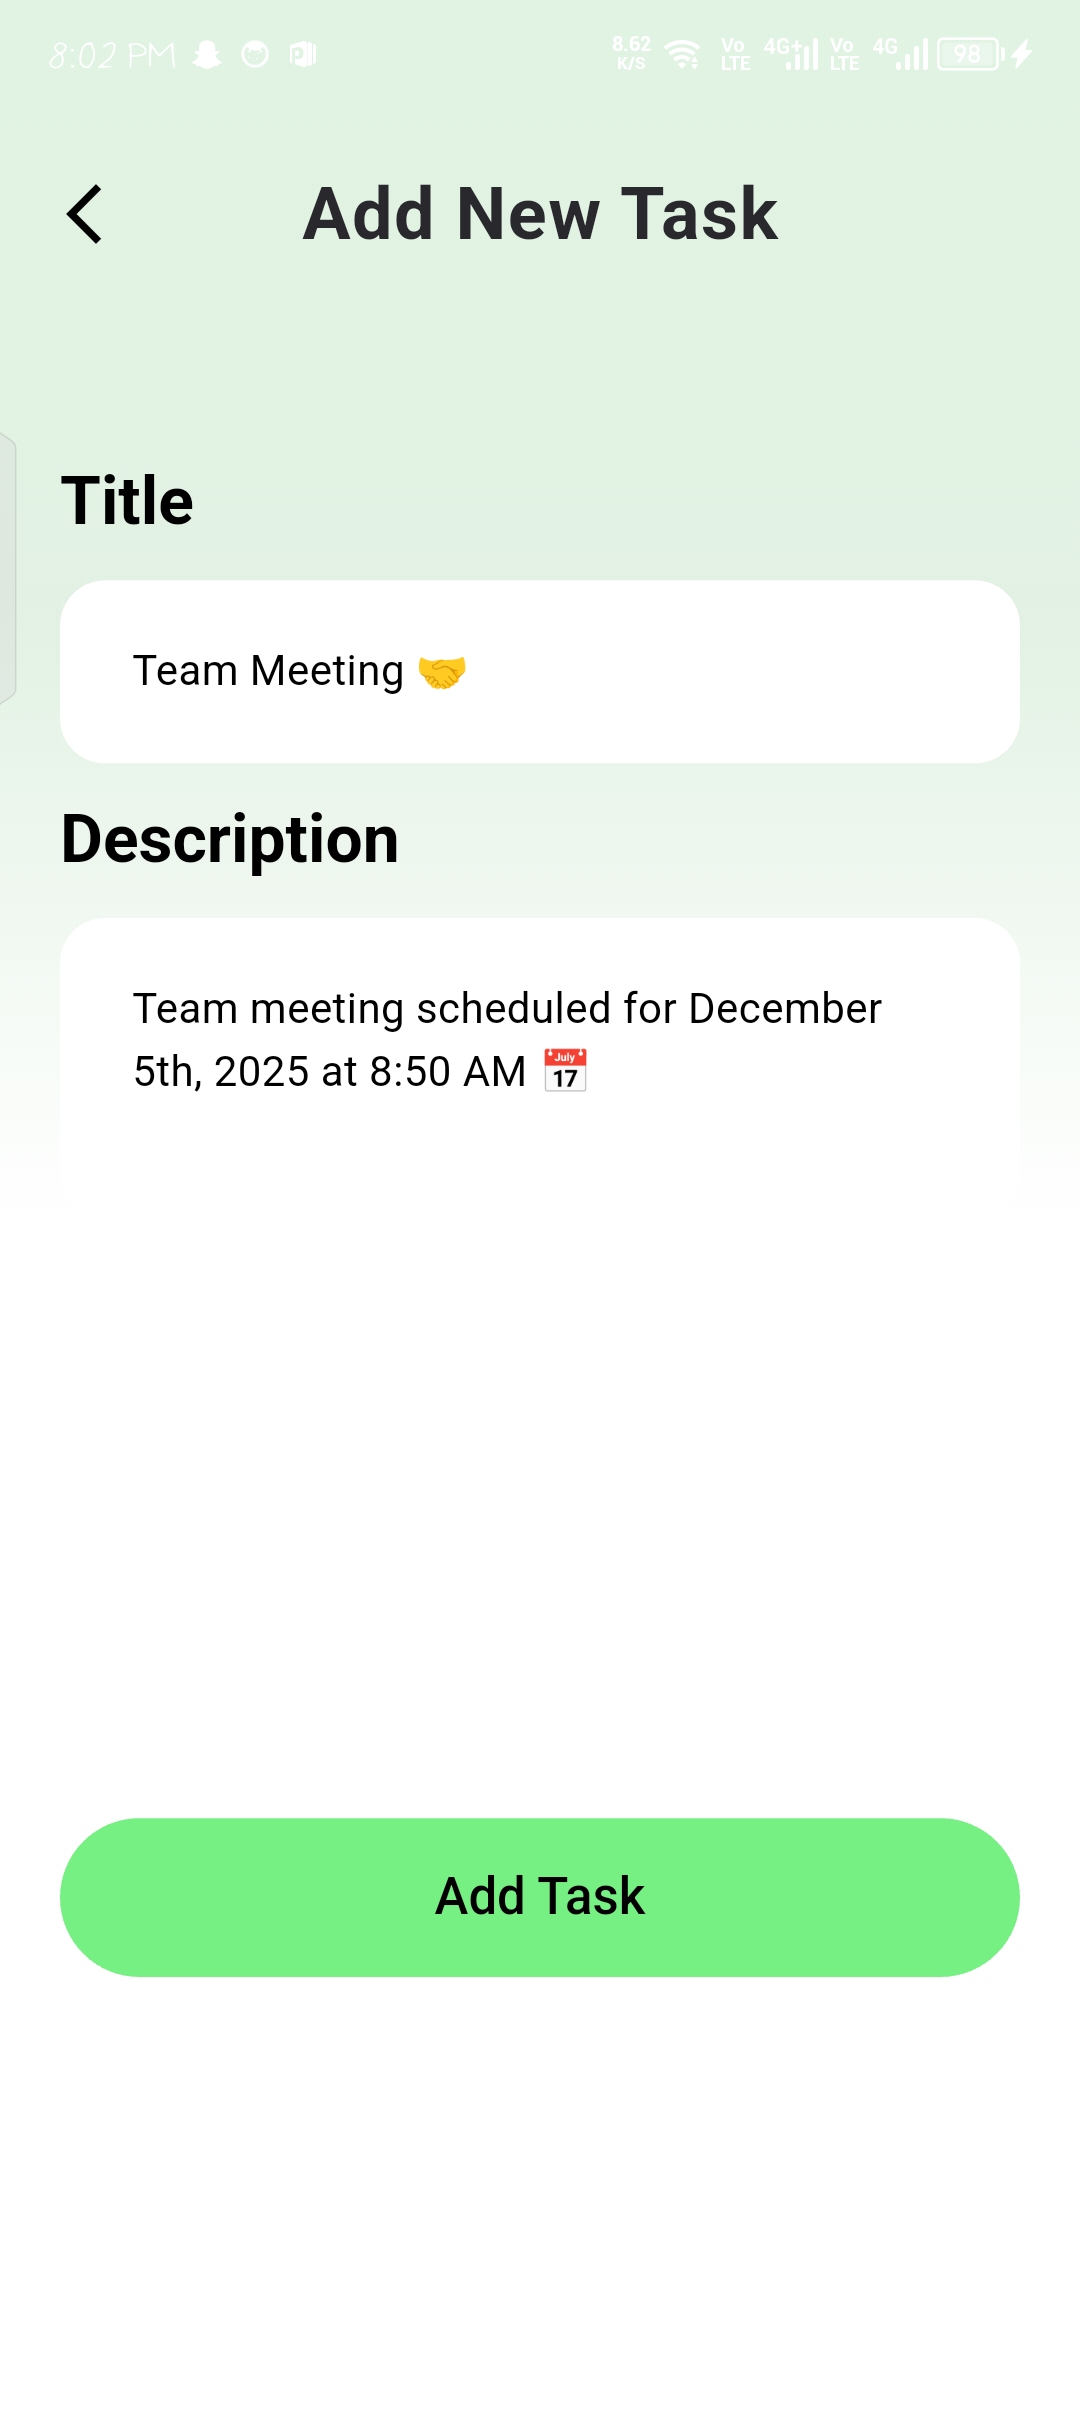 8:02 PM 8.62 K/S Vo LTE 4G+ Vo LTE 4G 98
Add New Task
Title
Team Meeting 🤝
Description
Team meeting scheduled for December
5th, 2025 at 8:50 AM 📅
Add Task